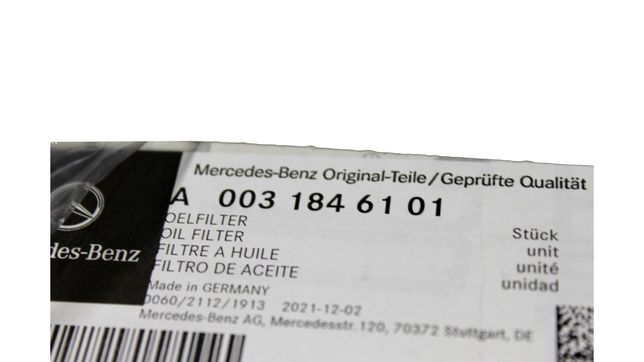 Mercedes-Benz Original-Teile/Geprüfte Qualität
A 003 184 61 01
OELFILTER
OIL FILTER
FILTRE A HUILE
FILTRO DE ACEITE
Stück
unit
unité
unidad
des-Benz
Made in GERMANY
0060/2112/1913 2021-12-02
Mercedes-Benz AG, Mercedesstr.120, 70372 Stuttgart, DE